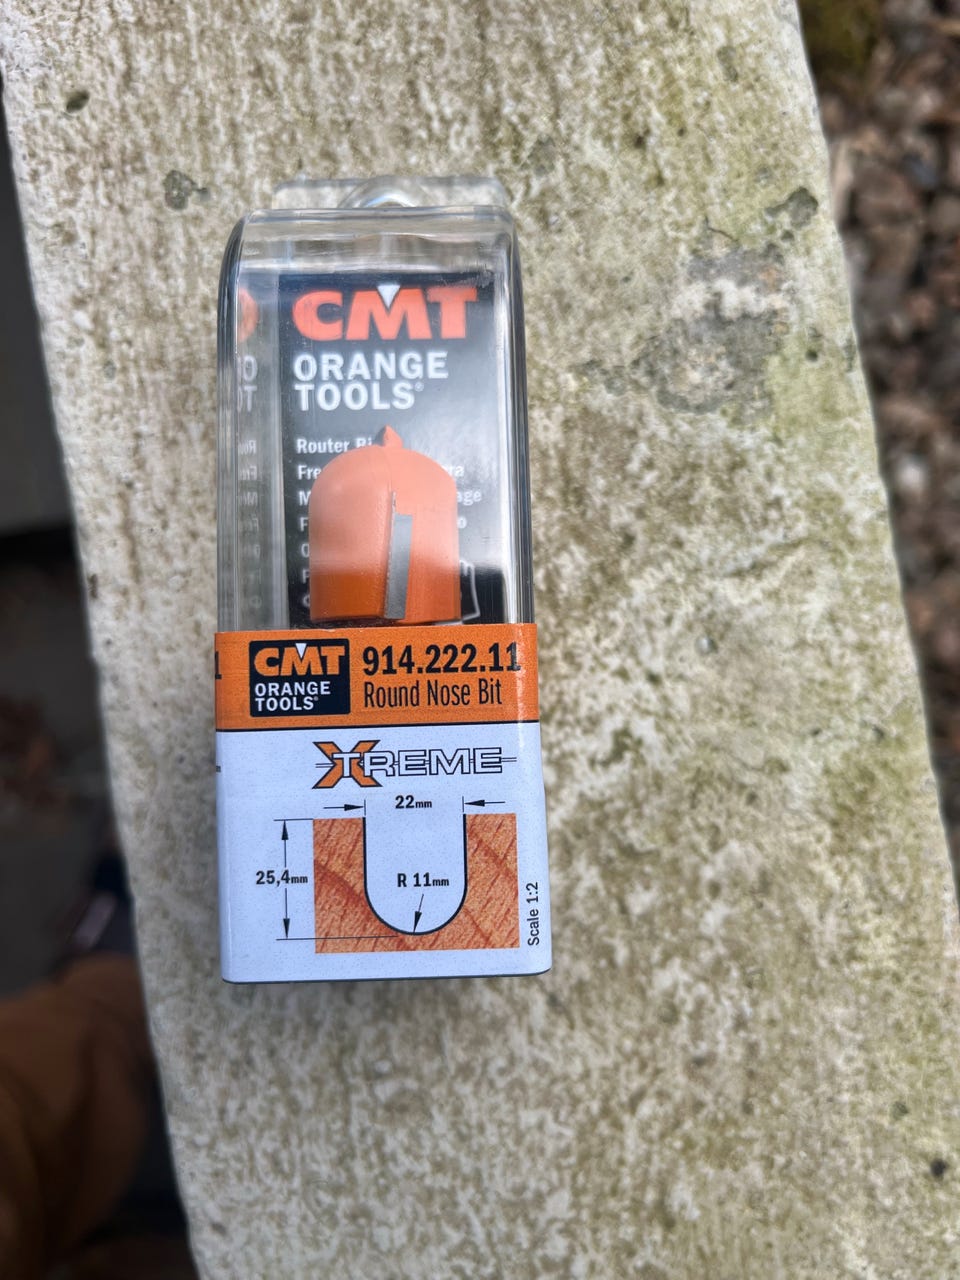 CMT
ORANGE
TOOLS®
Router
CMT
ORANGE
TOOLS®
914.222.11
Round Nose Bit
XTREME
22mm
25,4mm
R 11mm
Scale 1:2